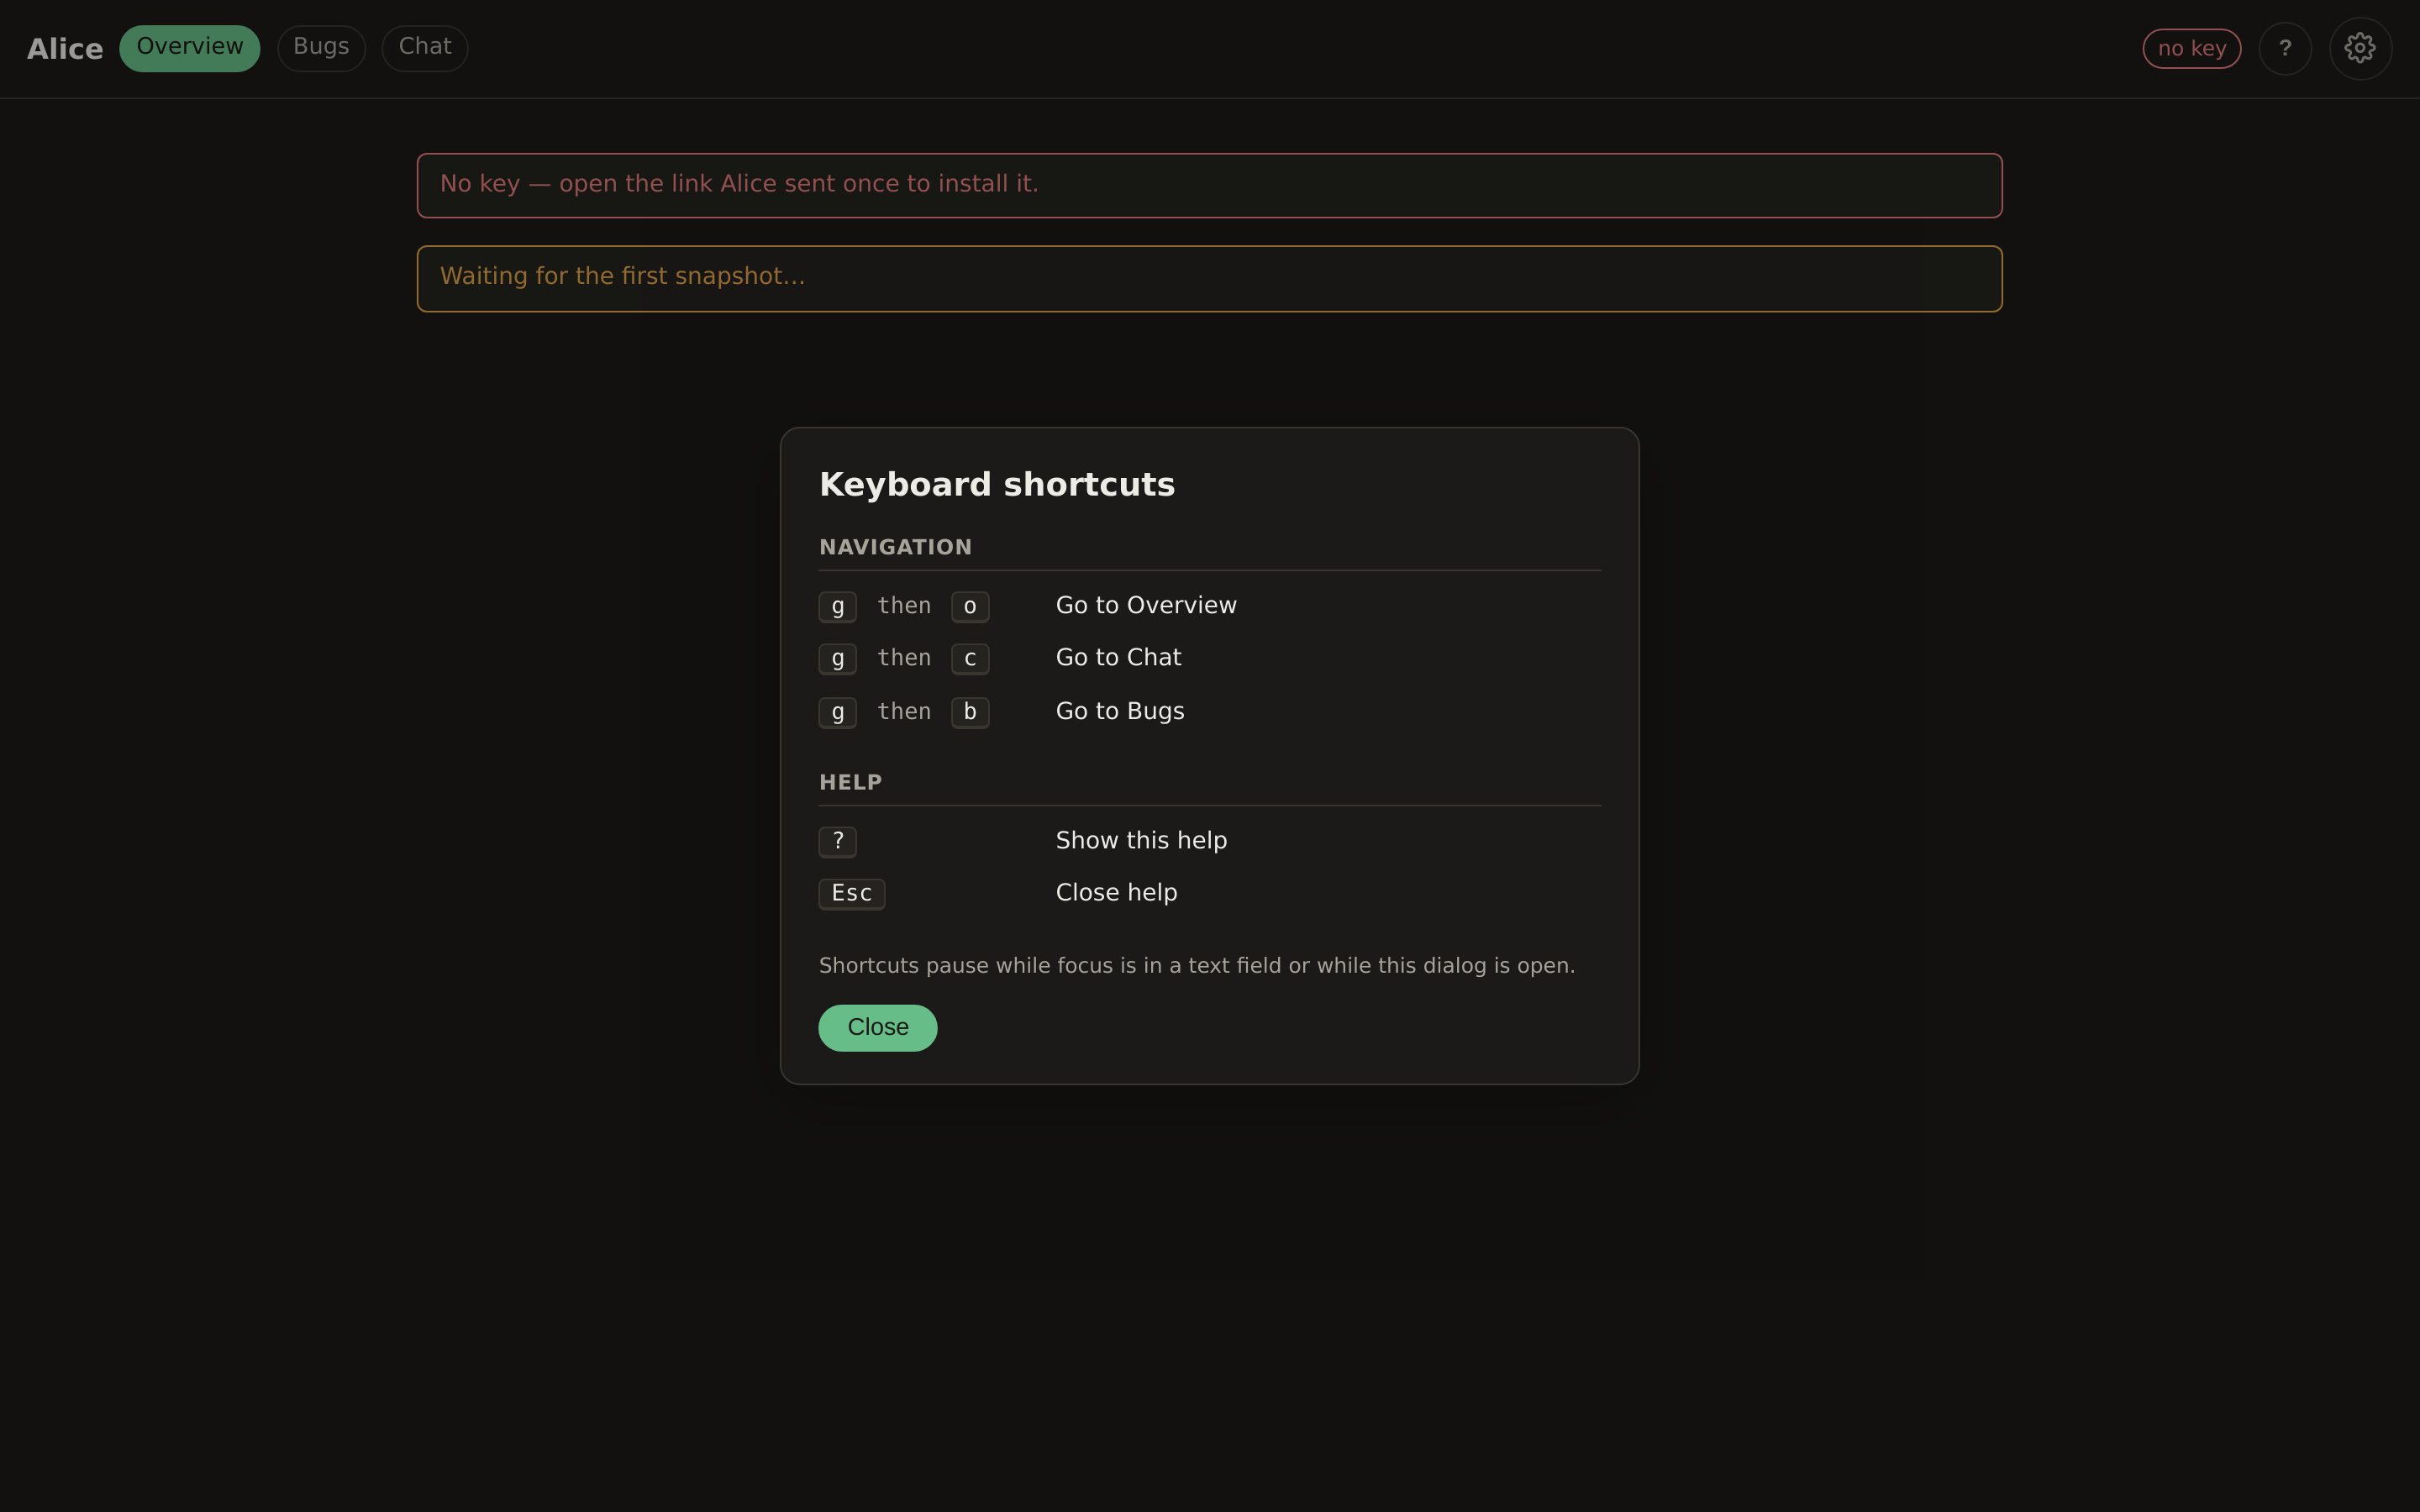 Alice Overview Bugs Chat no key ?
No key — open the link Alice sent once to install it.
Waiting for the first snapshot…
Keyboard shortcuts
NAVIGATION
g then o Go to Overview
g then c Go to Chat
g then b Go to Bugs
HELP
? Show this help
Esc Close help
Shortcuts pause while focus is in a text field or while this dialog is open.
Close